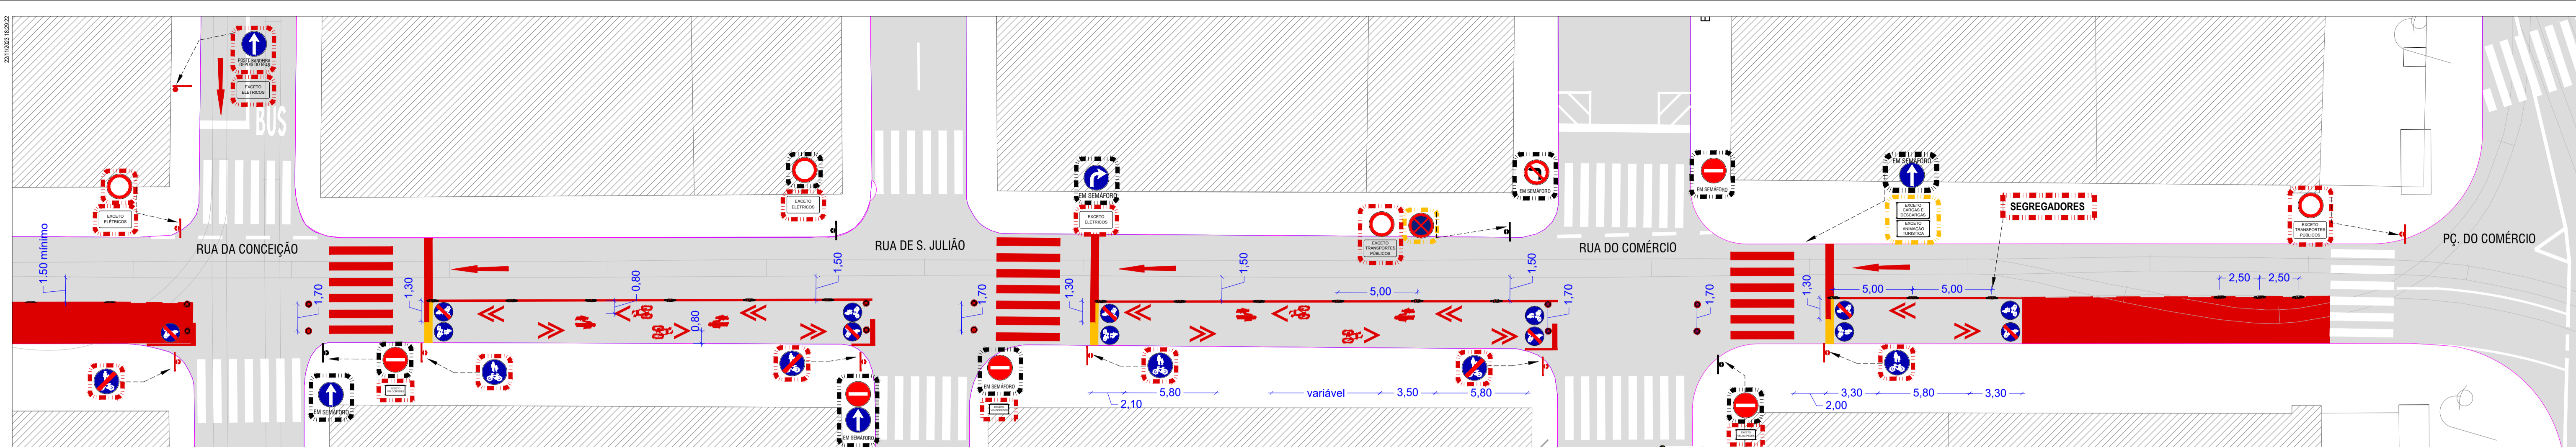 22/11/2023 18:29:22
POSTE BANDEIRA
EXCETO
ELÉTRICOS
BUS
EXCETO
ELÉTRICOS
1.50 mínimo
RUA DA CONCEIÇÃO
1,70
1,30
0,80
0,80
1,50
EM SEMÁFORO
EXCETO
ELÉTRICOS
RUA DE S. JULIÃO
1,70
EM SEMÁFORO
EM SEMÁFORO
EXCETO
ELÉTRICOS
EM SEMÁFORO
1,30
1,50
5,00
1,50
1,70
EXCETO
TRANSPORTES
PÚBLICOS
EM SEMÁFORO
2,10
5,80
variável
3,50
5,80
E
RUA DO COMÉRCIO
EM SEMÁFORO
1,70
EM SEMÁFORO
EXCETO
CARGAS E
DESCARGAS
EXCETO
ANIMAÇÃO
TURISTICA
SEGREGADORES
1,30
5,00
5,00
2,50
2,50
3,30
5,80
3,30
2,00
EXCETO
TRANSPORTES
PÚBLICOS
PÇ. DO COMÉRCIO